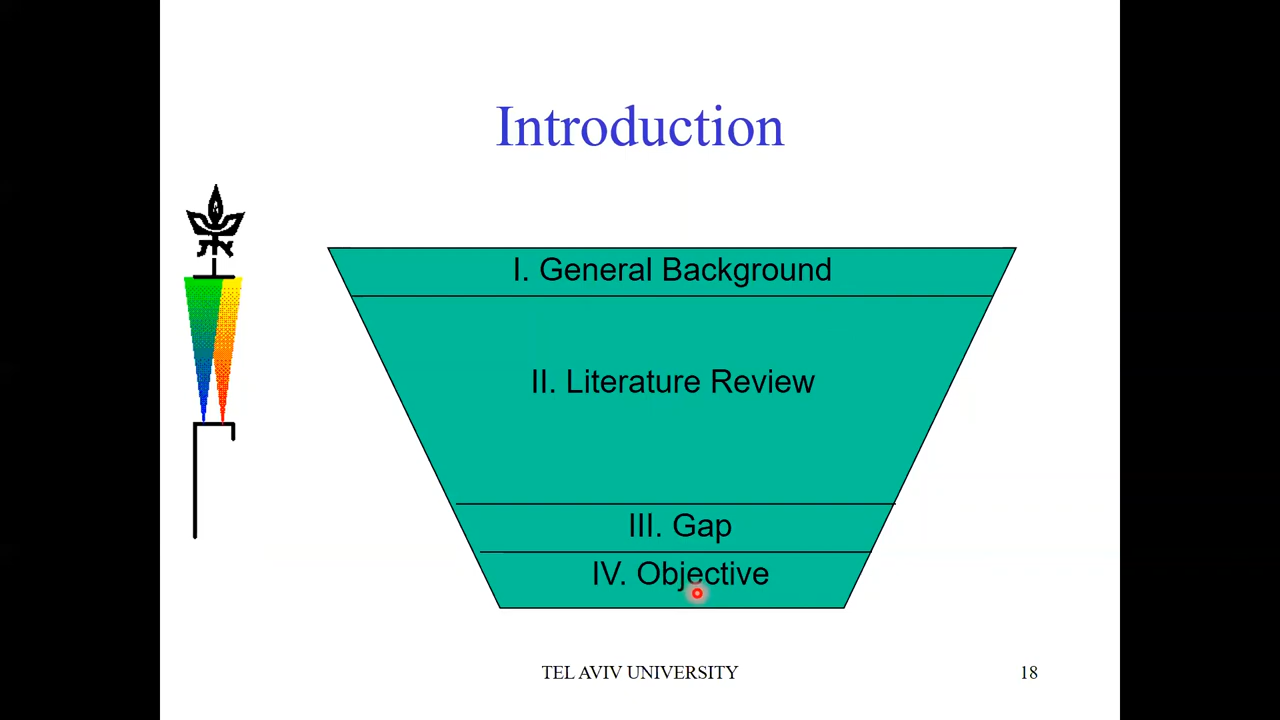 Introduction
I. General Background
II. Literature Review
III. Gap
IV. Objective
TEL AVIV UNIVERSITY
18